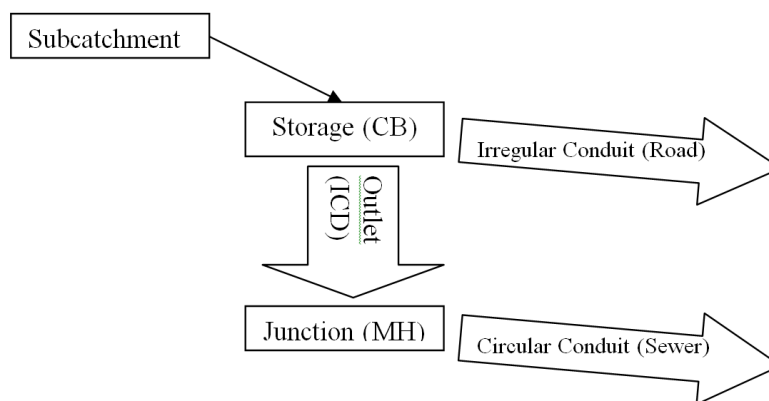 Subcatchment
Storage (CB)
Irregular Conduit (Road)
Outlet
(ICD)
Junction (MH)
Circular Conduit (Sewer)